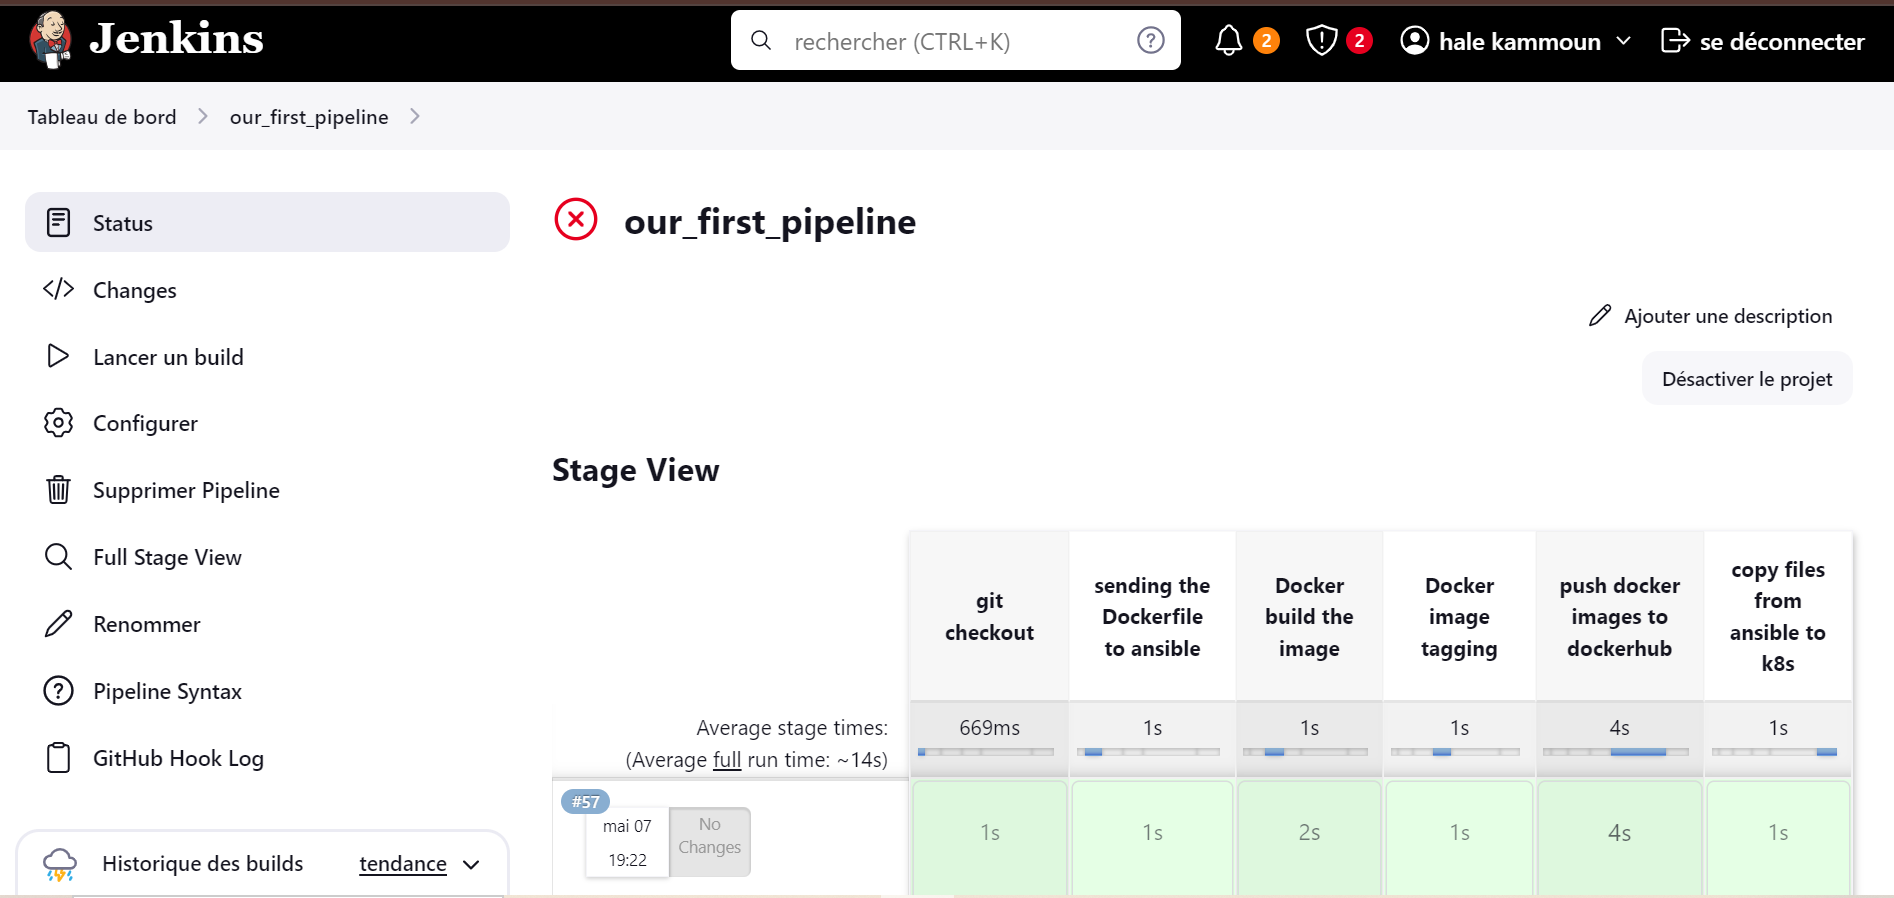 Jenkins
rechercher (CTRL+K)
2
2
hale kammoun
se déconnecter
Tableau de bord
our_first_pipeline
Status
Changes
Lancer un build
Configurer
Supprimer Pipeline
Full Stage View
Renommer
Pipeline Syntax
GitHub Hook Log
Historique des builds
tendance
our_first_pipeline
Ajouter une description
Désactiver le projet
Stage View
git
checkout
sending the
Dockerfile
to ansible
Docker
build the
image
Docker
image
tagging
push docker
images to
dockerhub
copy files
from
ansible to
k8s
Average stage times:
(Average full run time: ~14s)
669ms
1s
1s
1s
4s
1s
#57
mai 07
19:22
No
Changes
1s
1s
2s
1s
4s
1s